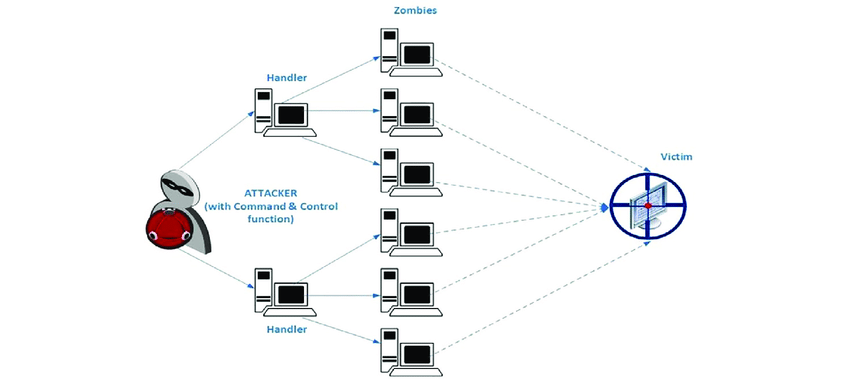 Zombies
Handler
Victim
ATTACKER
(with Command & Control
function)
Handler